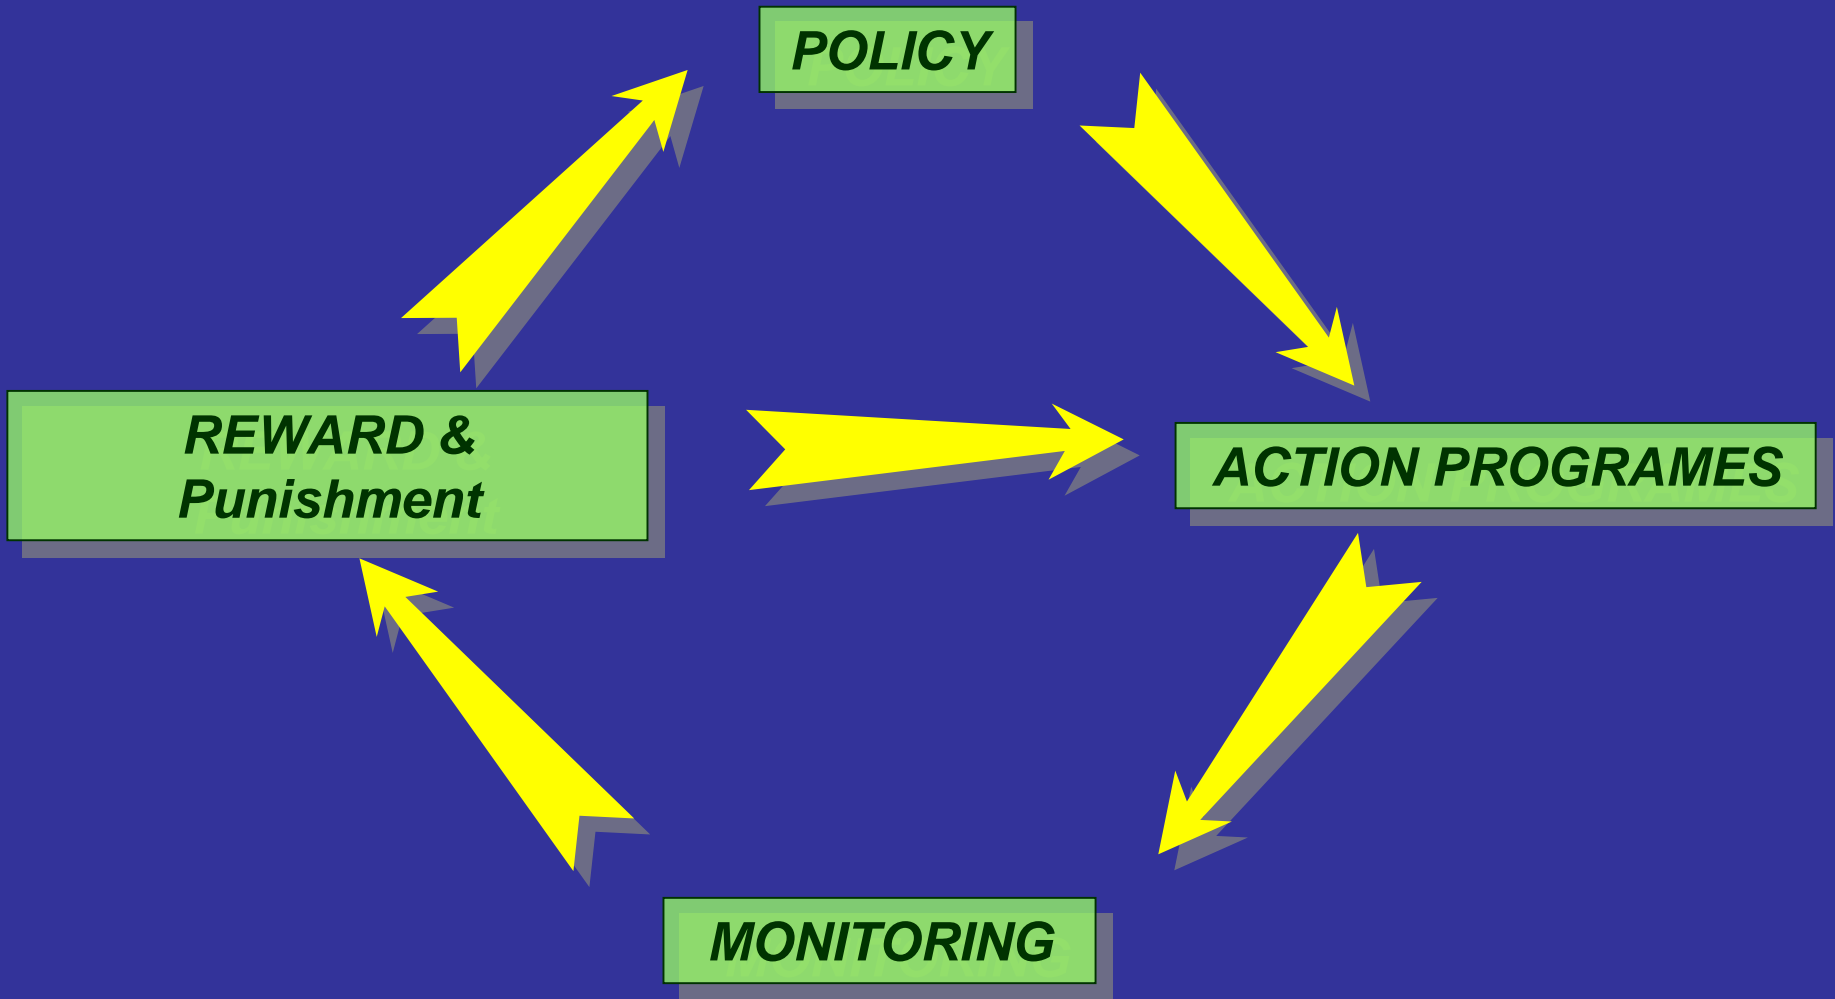 POLICY
REWARD &
Punishment
ACTION PROGRAMES
MONITORING